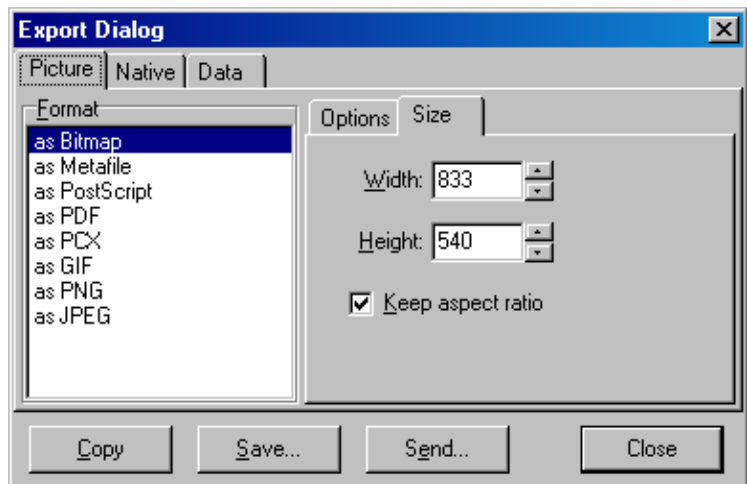 Export Dialog
Picture Native Data
Format
as Bitmap
as Metafile
as PostScript
as PDF
as PCX
as GIF
as PNG
as JPEG
Options Size
Width: 833
Height: 540
Keep aspect ratio
Copy Save... Send... Close